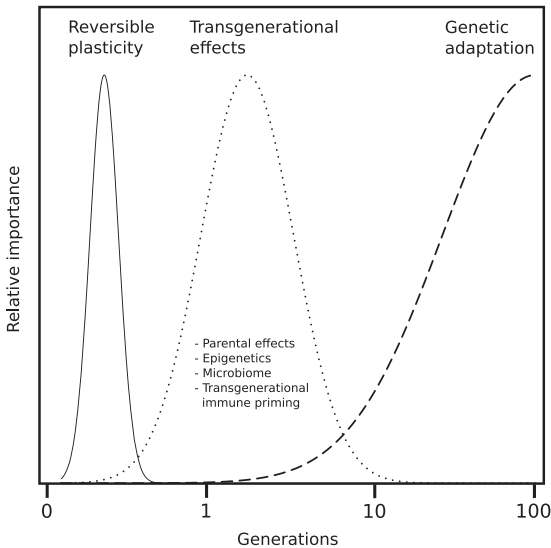 Reversible
plasticity
Transgenerational
effects
Genetic
adaptation
Relative importance
- Parental effects
- Epigenetics
- Microbiome
- Transgenerational
immune priming
0
1
10
100
Generations